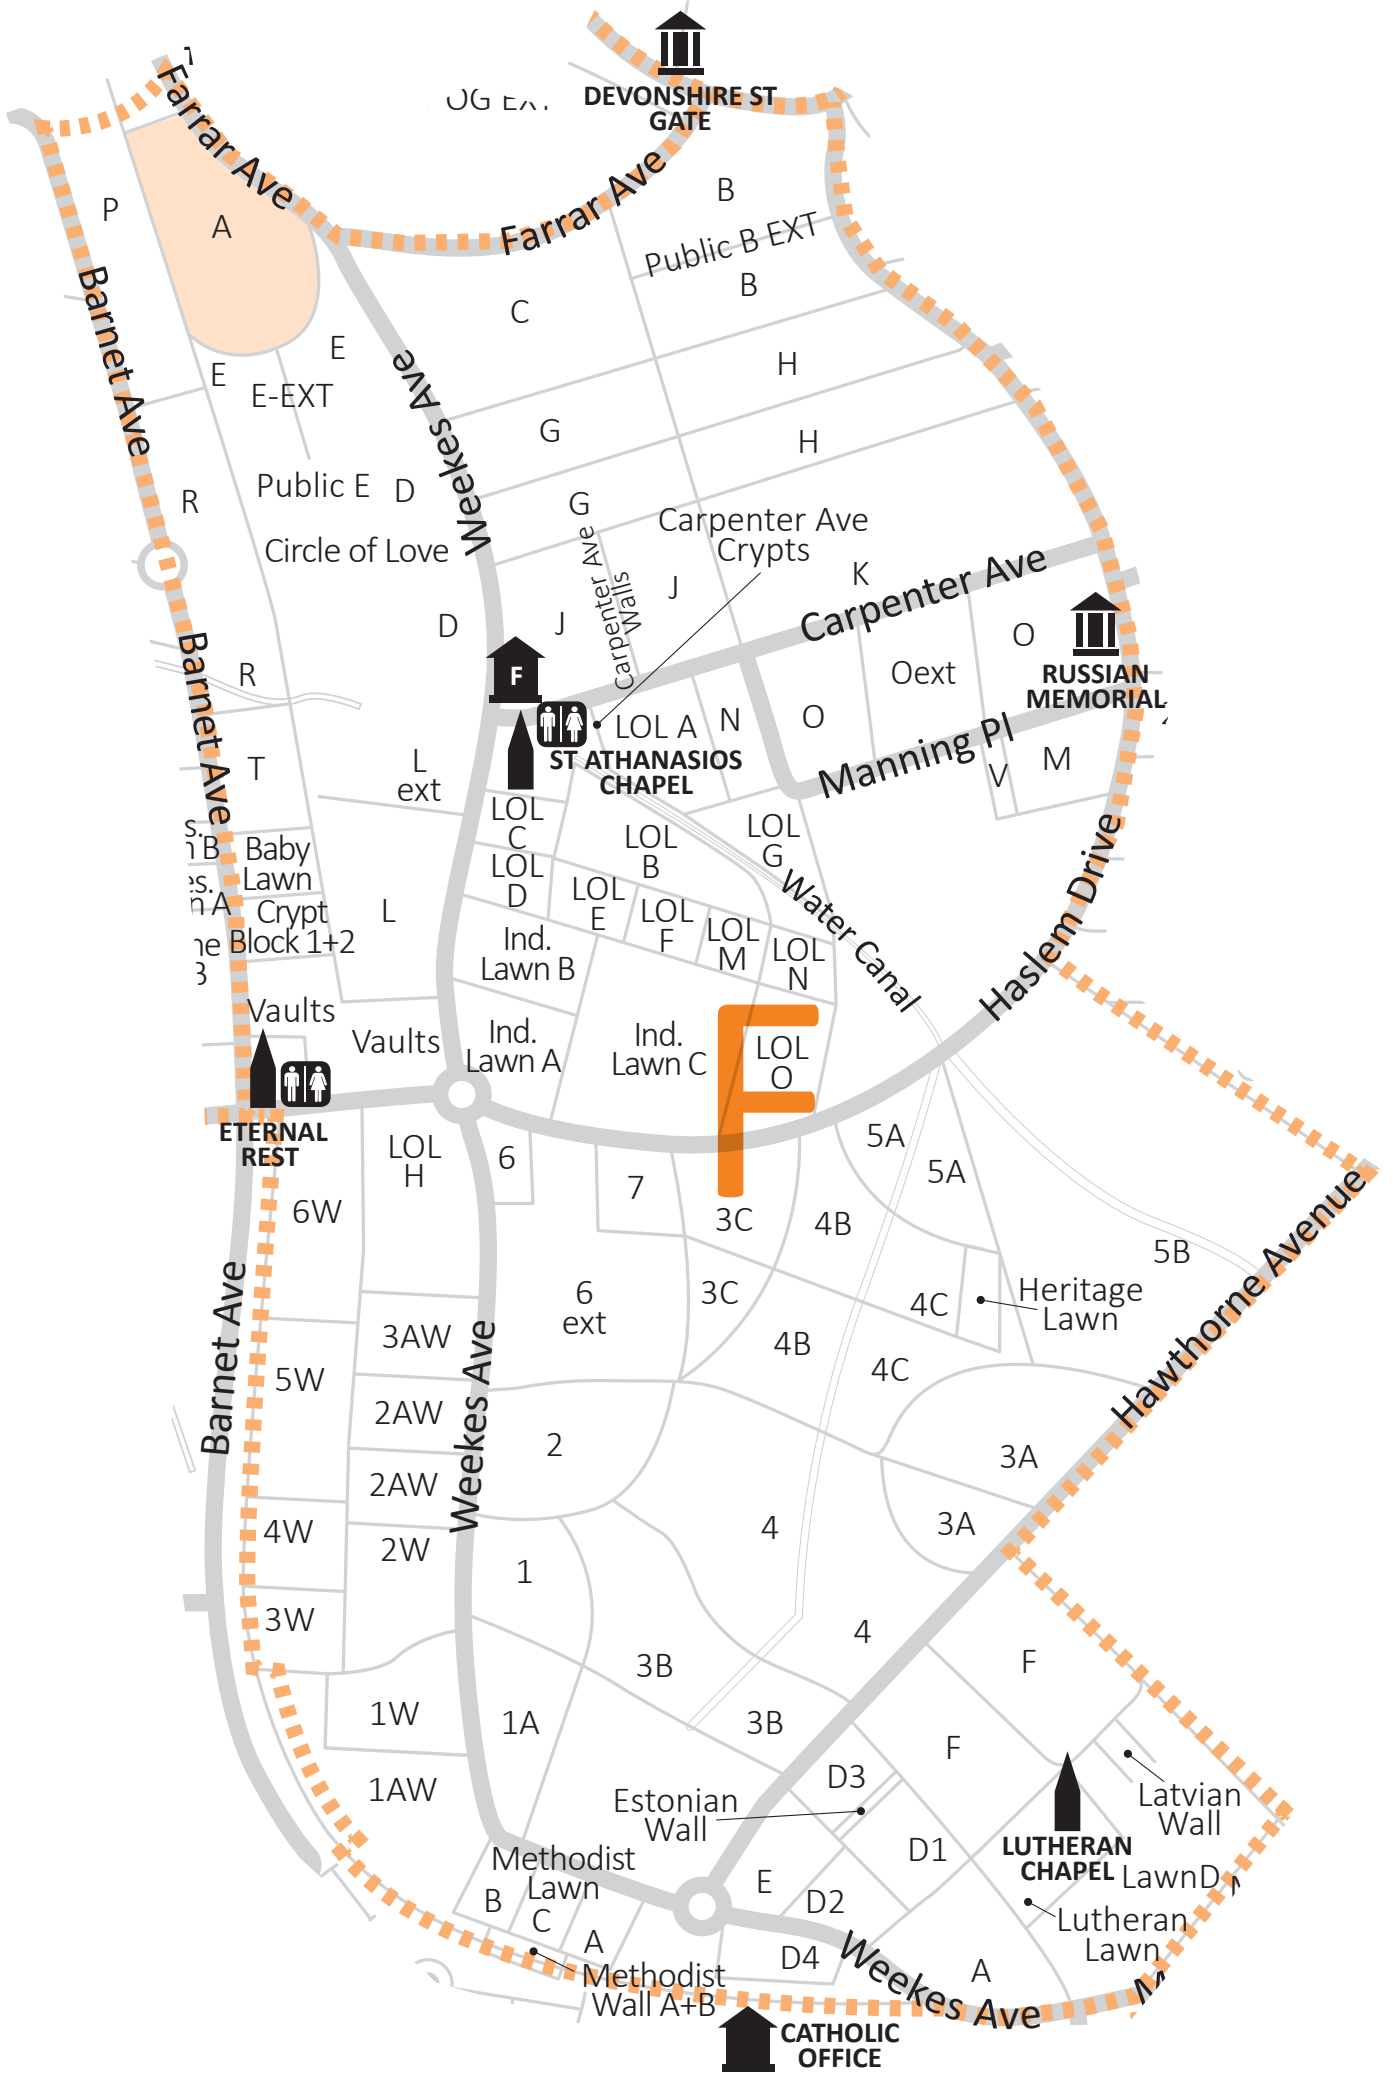 DEVONSHIRE ST
GATE
Farrar Ave
Farrar Ave
P
A
B
Public B EXT
B
C
Barnet Ave
E
E
E-EXT
Weekes Ave
H
G
H
R
Public E
D
G
Circle of Love
Carpenter Ave
Crypts
Carpenter Ave
Walls
J
J
K
Carpenter Ave
D
F
O
RUSSIAN
MEMORIAL
Oext
R
Barnet Ave
LOL A
N
O
Manning Pl
V
M
ST ATHANASIOS
CHAPEL
T
L
ext
LOL
C
LOL
B
LOL
G
Baby
Lawn
LOL
D
LOL
E
LOL
F
LOL
M
LOL
N
Crypt
Block 1+2
L
Ind.
Lawn B
Water Canal
Haslem Drive
Vaults
Vaults
Ind.
Lawn A
Ind.
Lawn C
LOL
O
F
ETERNAL
REST
LOL
H
6
7
5A
5A
6W
3C
4B
5B
Barnet Ave
6
ext
3C
4C
Heritage
Lawn
Hawthorne Avenue
3AW
4B
4C
5W
2AW
Weekes Ave
2
3A
2AW
4W
2W
4
3A
1
3W
4
3B
F
1W
1A
3B
F
1AW
D3
Estonian
Wall
Latvian
Wall
LUTHERAN
CHAPEL
D1
Methodist
Lawn
B
C
A
E
D2
LawnD
Lutheran
Lawn
D4
Weekes Ave
A
Methodist
Wall A+B
CATHOLIC
OFFICE